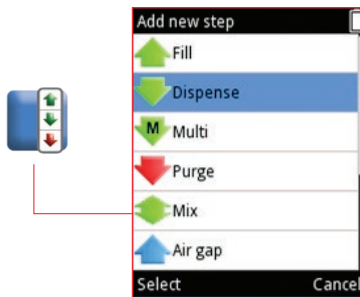 Add new step
Fill
Dispense
M Multi
Purge
Mix
Air gap
Select Cancel